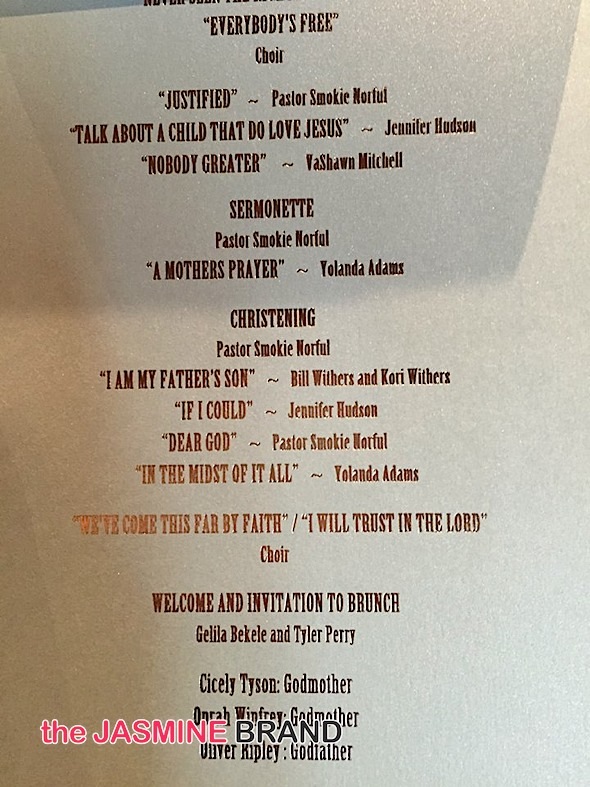 "EVERYBODY'S FREE"
Choir
"JUSTIFIED" ~ Pastor Smokie Norful
"TALK ABOUT A CHILD THAT DO LOVE JESUS" ~ Jennifer Hudson
"NOBODY GREATER" ~ VaShawn Mitchell
SERMONETTE
Pastor Smokie Norful
"A MOTHERS PRAYER" ~ Yolanda Adams
CHRISTENING
Pastor Smokie Norful
"I AM MY FATHER'S SON" ~ Bill Withers and Kori Withers
"IF I COULD" ~ Jennifer Hudson
"DEAR GOD" ~ Pastor Smokie Norful
"IN THE MIDST OF IT ALL" ~ Yolanda Adams
"WE'VE COME THIS FAR BY FAITH" / "I WILL TRUST IN THE LORD"
Choir
WELCOME AND INVITATION TO BRUNCH
Gelila Bekele and Tyler Perry
Cicely Tyson: Godmother
Oprah Winfrey: Godmother
the JASMINE BRAND
Oliver Ripley : Godfather